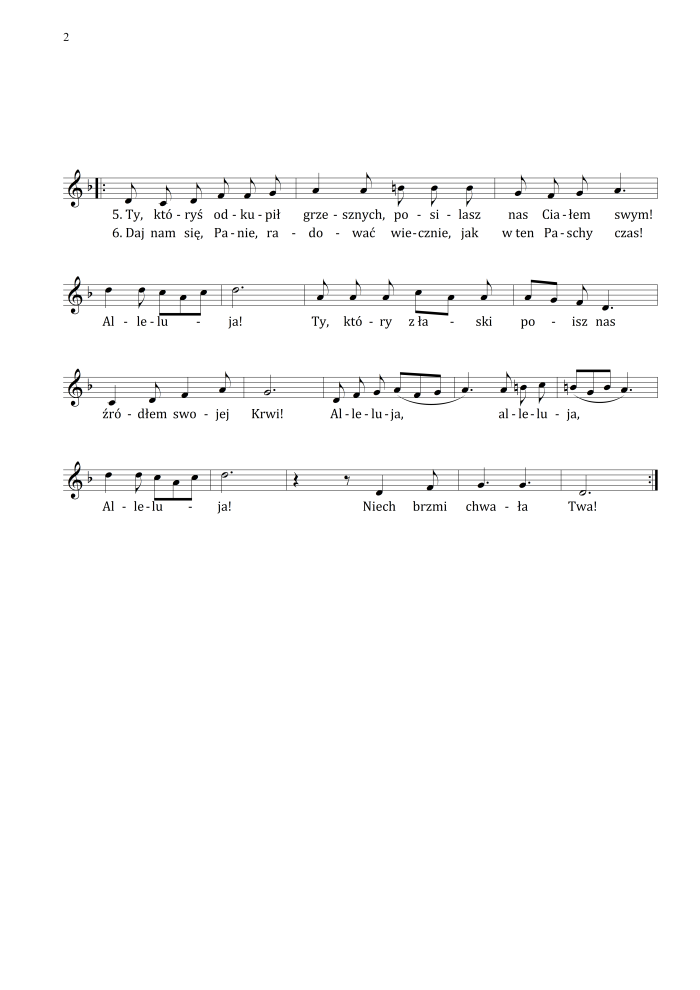 2
5. Ty, któ - ryś od - ku - pił grze - sznych, po - si - lasz nas Cia - łem swym!
6. Daj nam się, Pa - nie, ra - do - wać wie - cznie, jak w ten Pa - schy czas!
Al - le - lu - ja! Ty, któ - ry z ła - ski po - isz nas
źró - dłem swo - jej Krwi! Al - le - lu - ja, al - le - lu - ja,
Al - le - lu - ja! Niech brzmi chwa - ła Twa!